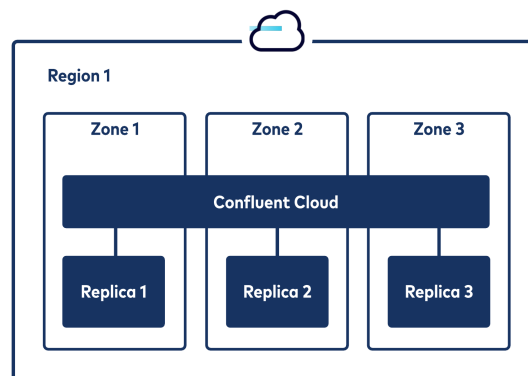 Region 1
Zone 1
Zone 2
Zone 3
Confluent Cloud
Replica 1
Replica 2
Replica 3